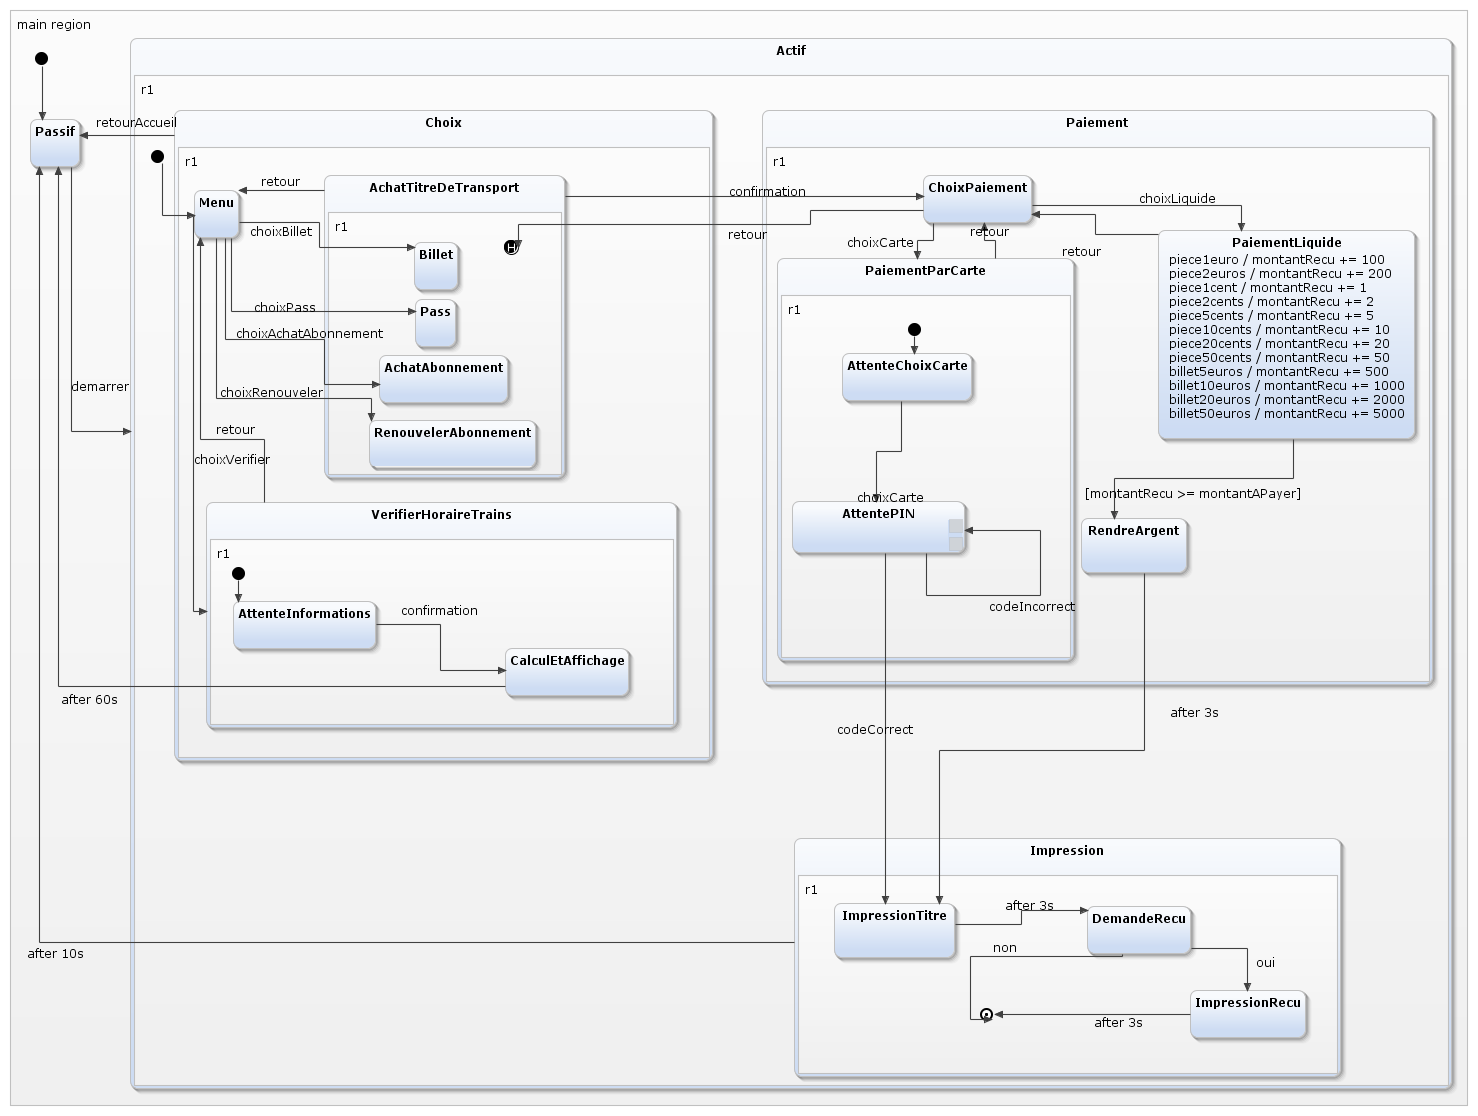 main region
Actif
r1
Passif
retourAccueil
Choix
r1
Menu
retour
AchatTitreDeTransport
r1
H
choixBillet
Billet
choixPass
Pass
choixAchatAbonnement
AchatAbonnement
choixRenouveler
RenouvelerAbonnement
demarrer
retour
choixVerifier
VerifierHoraireTrains
r1
AttenteInformations
confirmation
CalculEtAffichage
after 60s
confirmation
retour
Paiement
r1
ChoixPaiement
choixLiquide
choixCarte
retour
retour
PaiementLiquide
piece1euro / montantRecu += 100
piece2euros / montantRecu += 200
piece1cent / montantRecu += 1
piece2cents / montantRecu += 2
piece5cents / montantRecu += 5
piece10cents / montantRecu += 10
piece20cents / montantRecu += 20
piece50cents / montantRecu += 50
billet5euros / montantRecu += 500
billet10euros / montantRecu += 1000
billet20euros / montantRecu += 2000
billet50euros / montantRecu += 5000
PaiementParCarte
r1
AttenteChoixCarte
choixCarte
AttentePIN
codeIncorrect
[montantRecu >= montantAPayer]
RendreArgent
after 3s
codeCorrect
Impression
r1
ImpressionTitre
after 3s
DemandeRecu
non
oui
ImpressionRecu
after 3s
after 10s